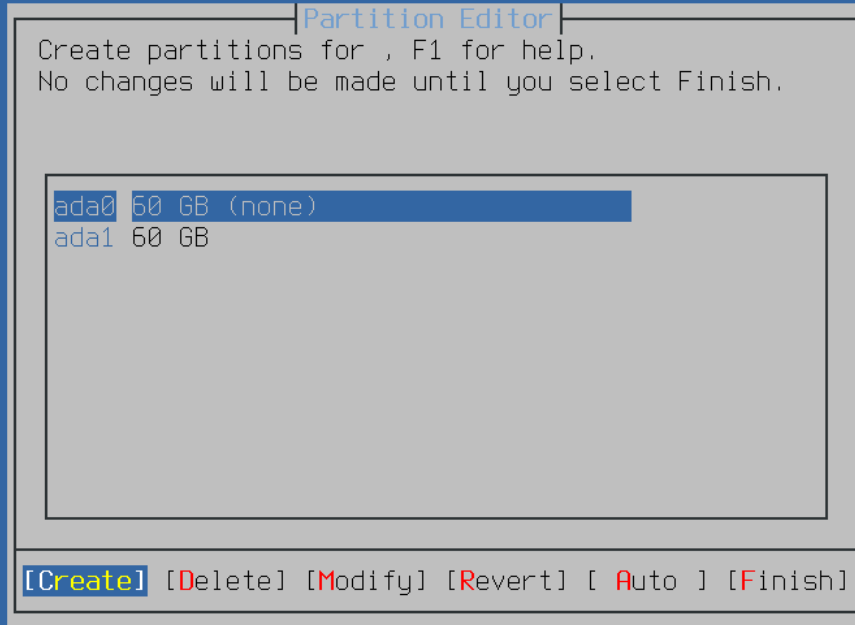 Partition Editor
Create partitions for , F1 for help.
No changes will be made until you select Finish.
ada0 60 GB (none)
ada1 60 GB
[Create] [Delete] [Modify] [Revert] [ Auto ] [Finish]